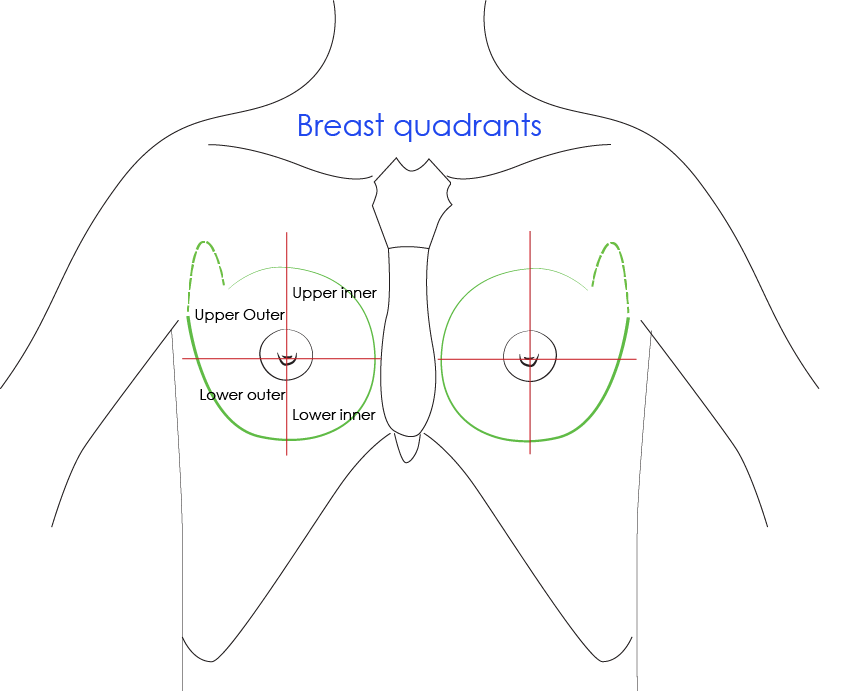 Breast quadrants
Upper inner
Upper Outer
Lower outer
Lower inner